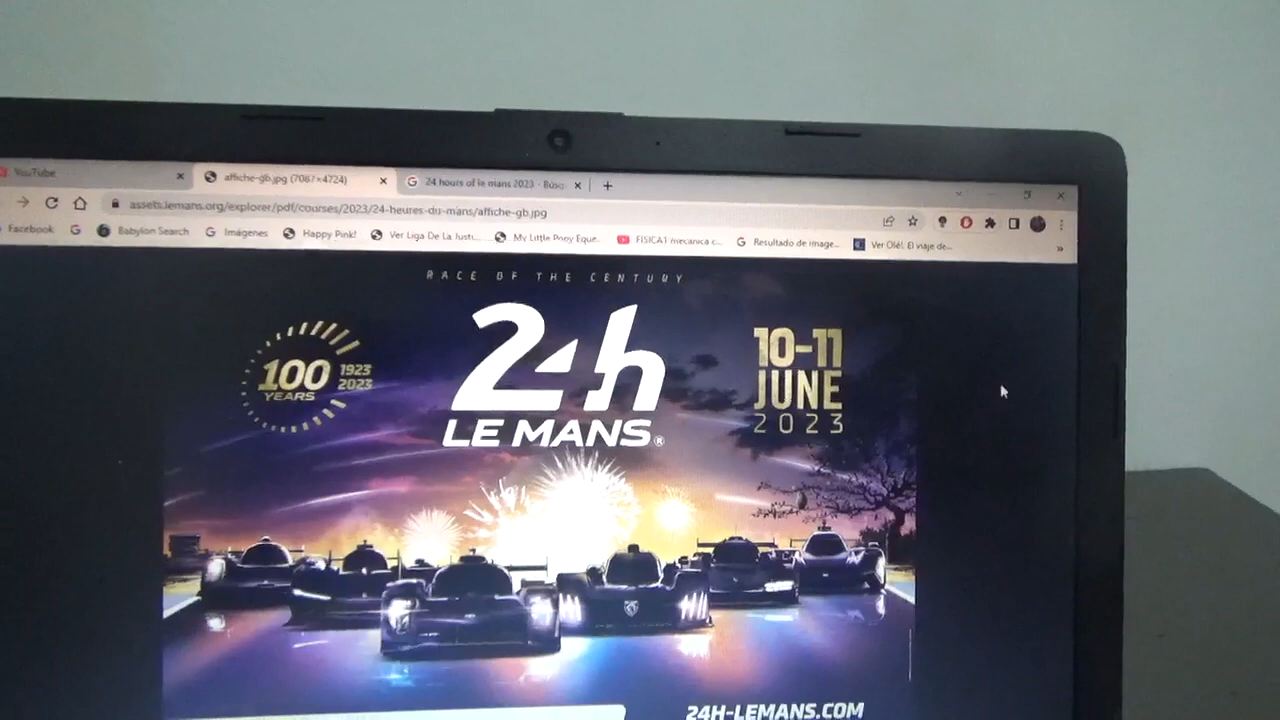 YouTube
affiche-gb.jpg (7087×4724)
24 hours of le mans 2023 - Búsq
assets.lemans.org/explorer/pdf/courses/2023/24-heures-du-mans/affiche-gb.jpg
Facebook
Babylon Search
Imágenes
Happy Pink!
Ver Liga De La Justi...
My Little Pony Eque...
FISICA1 mecanica c...
Resultado de image...
Ver Olé!. El viaje de...
RACE OF THE CENTURY
24h
LE MANS®
100
YEARS
1923
2023
10-11
JUNE
2023
24H-LEMANS.COM